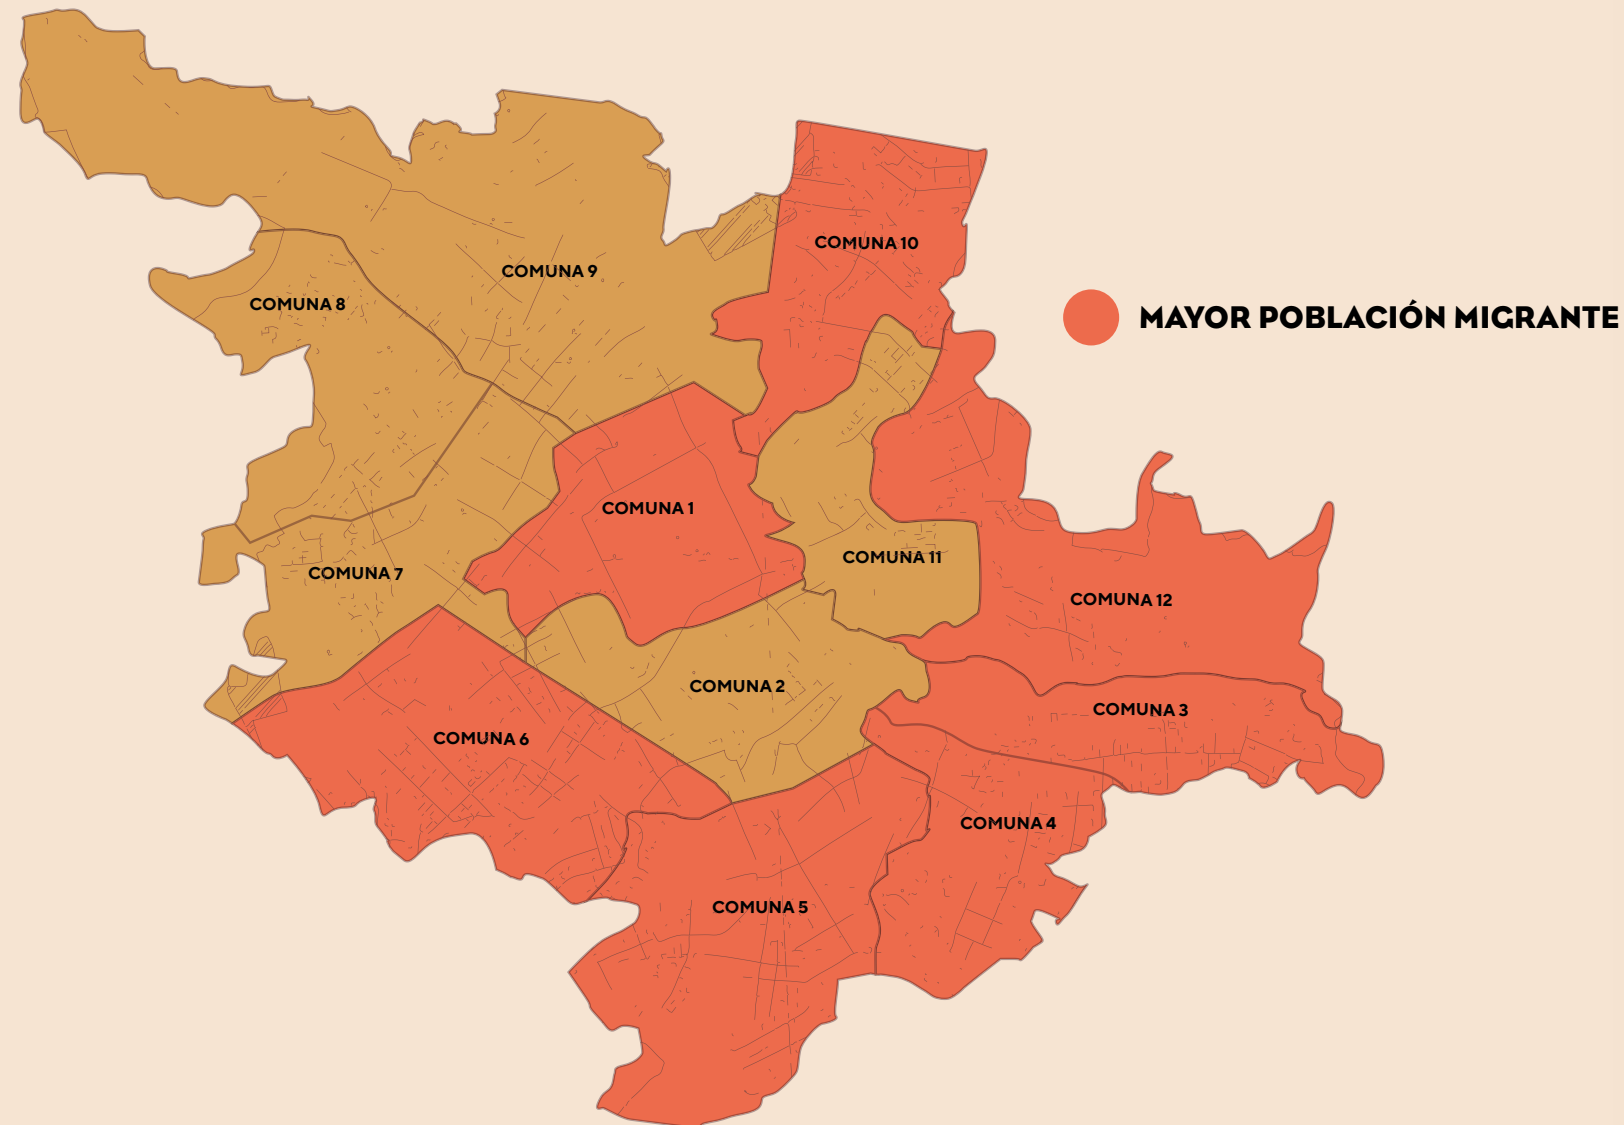 COMUNA 10
COMUNA 9
COMUNA 8
MAYOR POBLACIÓN MIGRANTE
COMUNA 1
COMUNA 11
COMUNA 7
COMUNA 12
COMUNA 2
COMUNA 3
COMUNA 6
COMUNA 4
COMUNA 5